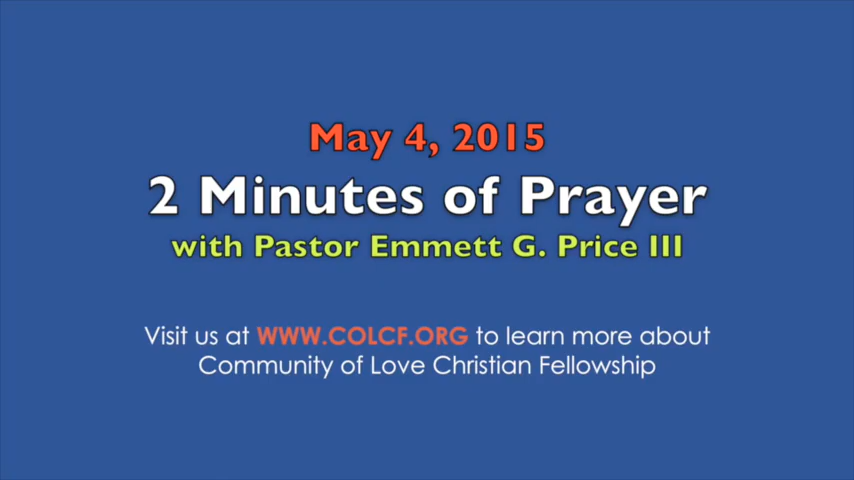 May 4, 2015
2 Minutes of Prayer
with Pastor Emmett G. Price III
Visit us at WWW.COLCF.ORG to learn more about
Community of Love Christian Fellowship